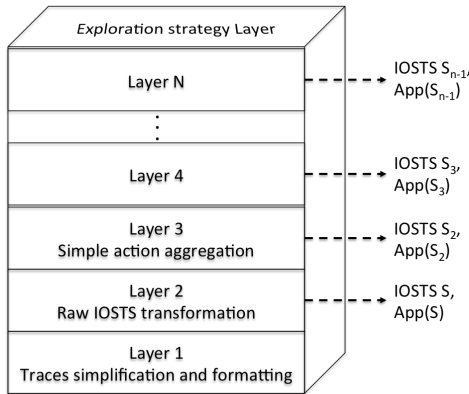 Exploration strategy Layer
Layer N
IOSTS Sn-1,
App(Sn-1)
Layer 4
IOSTS S3,
App(S3)
Layer 3
Simple action aggregation
IOSTS S2,
App(S2)
Layer 2
Raw IOSTS transformation
IOSTS S,
App(S)
Layer 1
Traces simplification and formatting